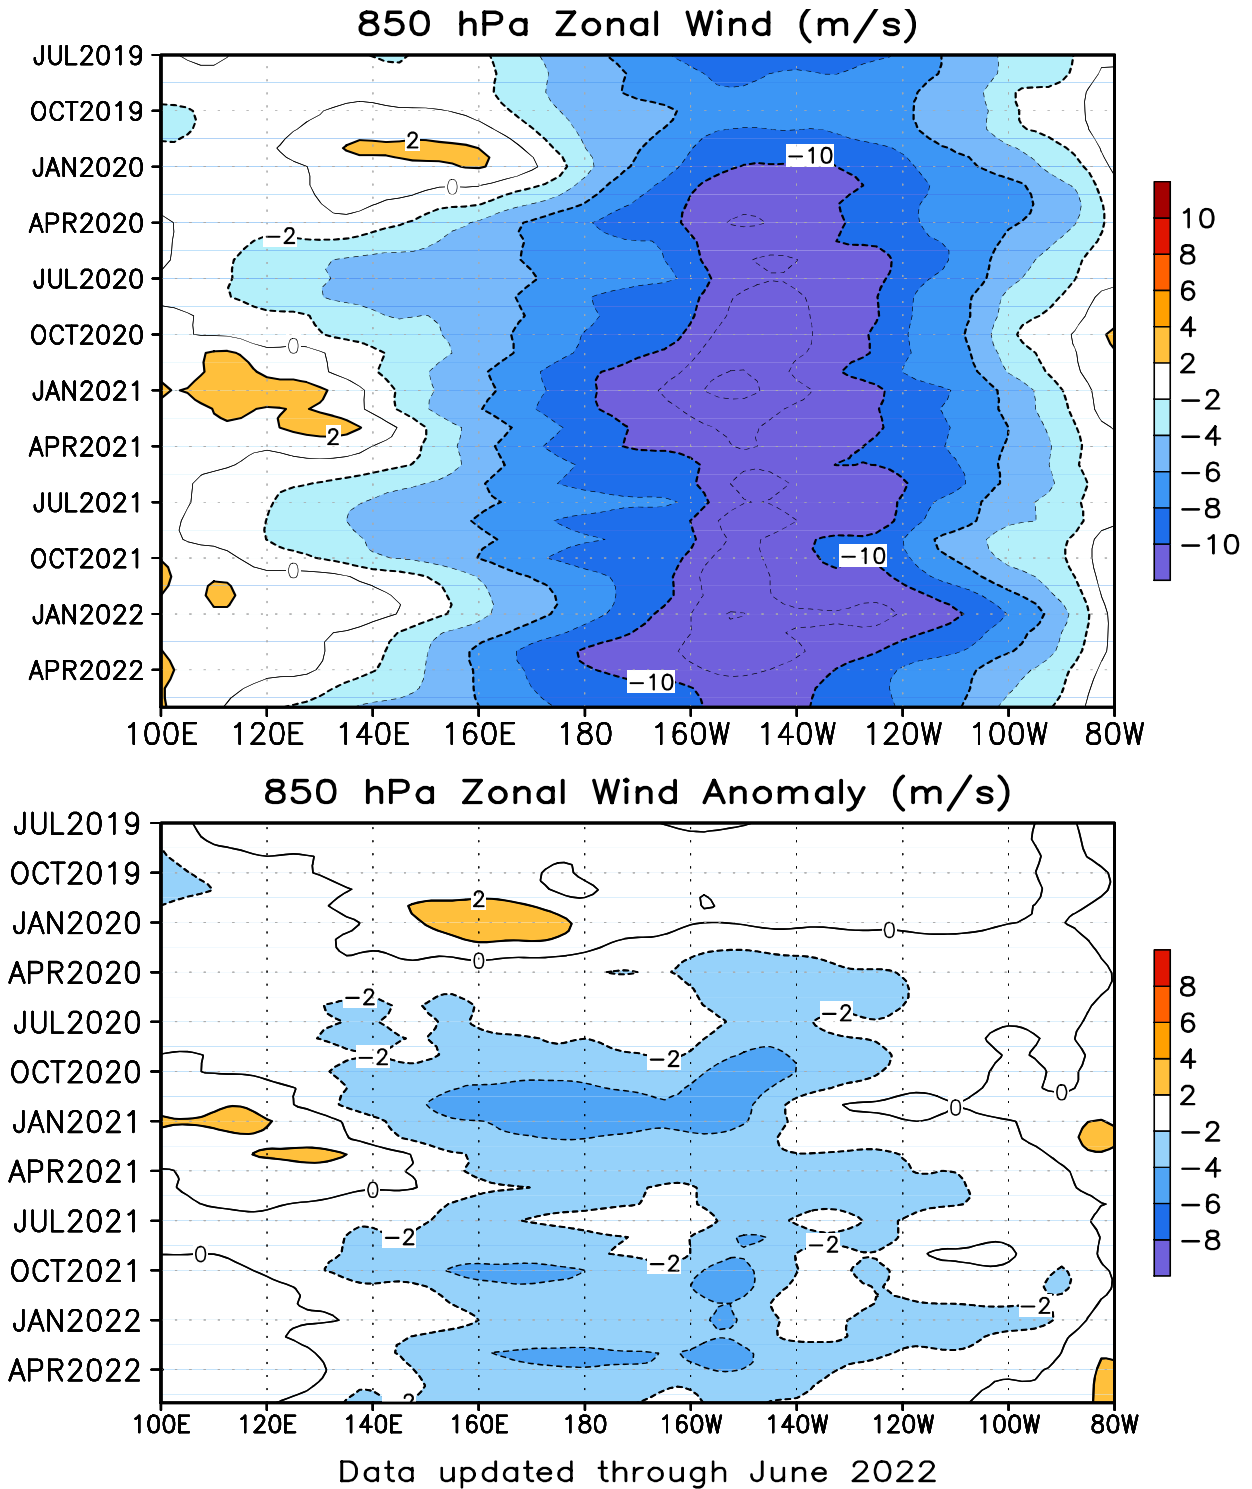 850 hPa Zonal Wind (m/s)
JUL2019
OCT2019
JAN2020
APR2020
JUL2020
OCT2020
JAN2021
APR2021
JUL2021
OCT2021
JAN2022
APR2022
2
0
-10
-2
0
2
-10
0
-10
100E 120E 140E 160E 180 160W 140W 120W 100W 80W
10
8
6
4
2
-2
-4
-6
-8
-10
850 hPa Zonal Wind Anomaly (m/s)
JUL2019
OCT2019
JAN2020
APR2020
JUL2020
OCT2020
JAN2021
APR2021
JUL2021
OCT2021
JAN2022
APR2022
2
0
0
-2
-2
-2
-2
0
0
0
-2
-2
0
-2
-2
100E 120E 140E 160E 180 160W 140W 120W 100W 80W
8
6
4
2
-2
-4
-6
-8
Data updated through June 2022